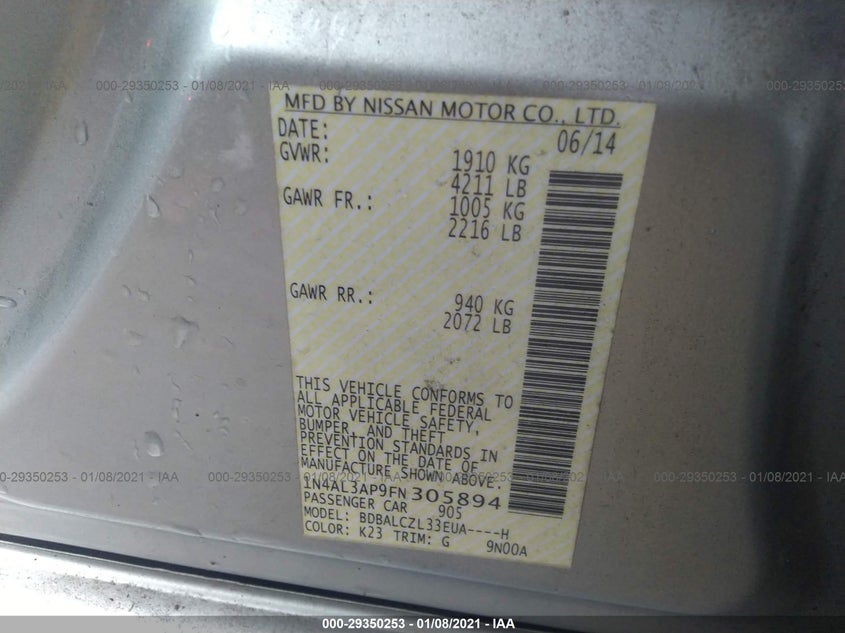 000-29350253 - 01/08/2021 - IAA
MFD BY NISSAN MOTOR CO., LTD.
DATE: 06/14
GVWR: 1910 KG
4211 LB
GAWR FR.: 1005 KG
2216 LB
GAWR RR.: 940 KG
2072 LB
THIS VEHICLE CONFORMS TO
ALL APPLICABLE FEDERAL
MOTOR VEHICLE SAFETY,
BUMPER, AND THEFT
PREVENTION STANDARDS IN
EFFECT ON THE DATE OF
MANUFACTURE SHOWN ABOVE.
1N4AL3AP9FN305894
PASSENGER CAR 905
MODEL: BDBALCZL33EUA----H
COLOR: K23 TRIM: G 9N00A
000-29350253 - 01/08/2021 - IAA